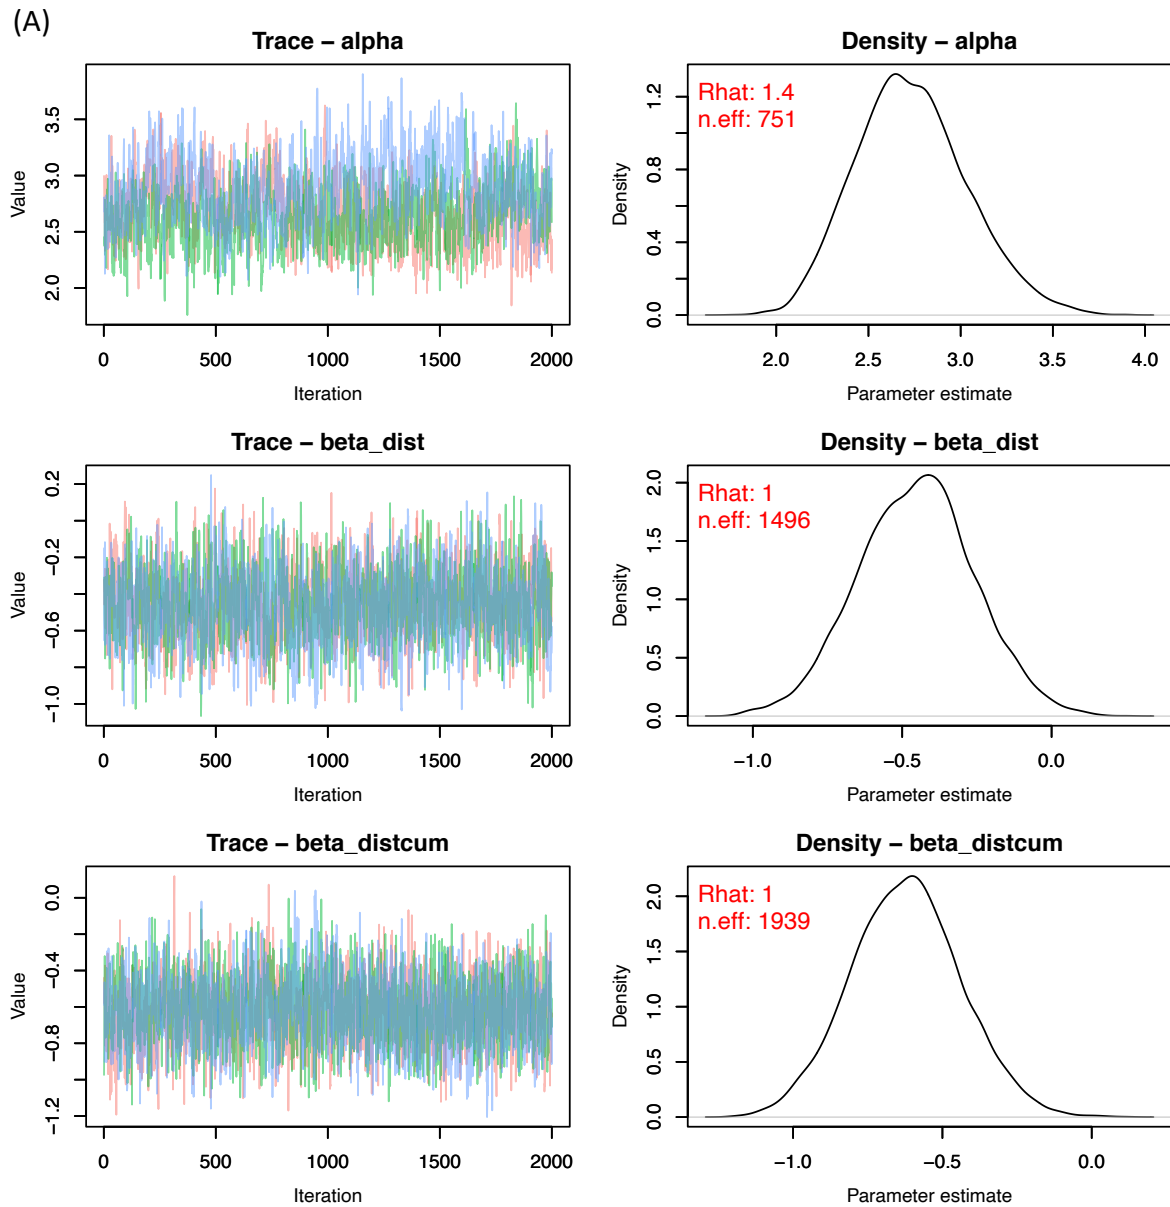 (A)
Trace – alpha
Value
2.0 2.5 3.0 3.5
0 500 1000 1500 2000
Iteration
Density – alpha
Rhat: 1.4
n.eff: 751
Density
0.0 0.4 0.8 1.2
2.0 2.5 3.0 3.5 4.0
Parameter estimate
Trace – beta_dist
Value
−1.0 −0.6 −0.2 0.2
0 500 1000 1500 2000
Iteration
Density – beta_dist
Rhat: 1
n.eff: 1496
Density
0.0 0.5 1.0 1.5 2.0
−1.0 −0.5 0.0
Parameter estimate
Trace – beta_distcum
Value
−1.2 −0.8 −0.4 0.0
0 500 1000 1500 2000
Iteration
Density – beta_distcum
Rhat: 1
n.eff: 1939
Density
0.0 0.5 1.0 1.5 2.0
−1.0 −0.5 0.0
Parameter estimate